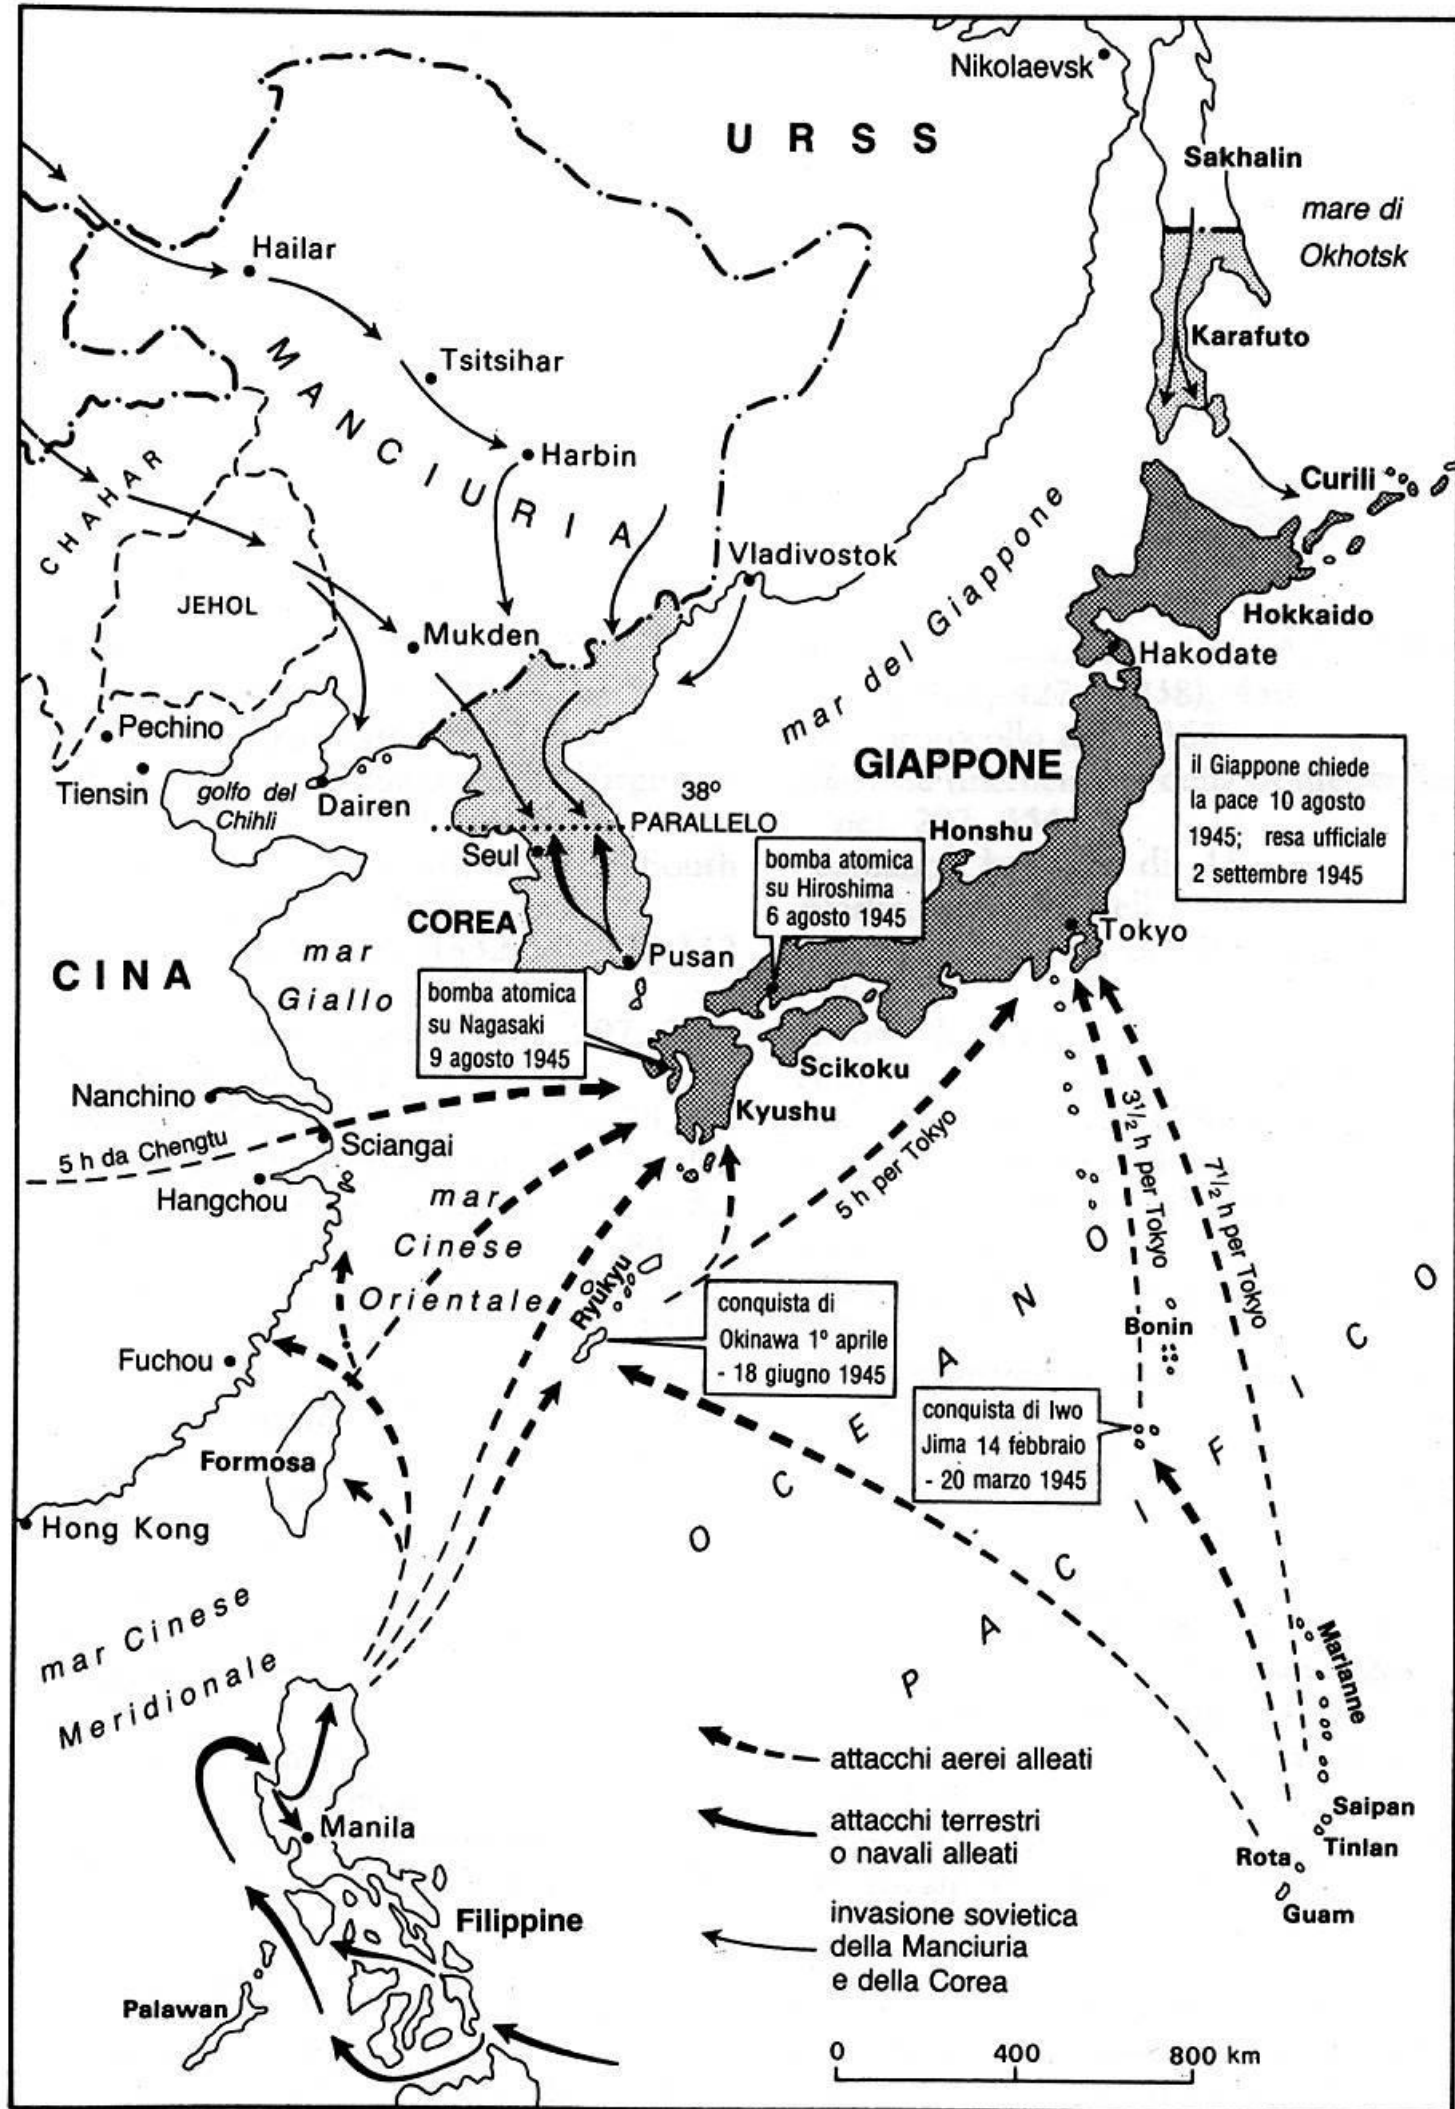 Nikolaevsk
URSS
Sakhalin
mare di
Okhotsk
Hailar
Karafuto
Tsitsihar
MANCIURIA
Harbin
CHAHAR
Curili
Vladivostok
JEHOL
Hokkaido
Mukden
Hakodate
mar del Giappone
Pechino
Tiensin
golfo del
Chihli
Dairen
GIAPPONE
il Giappone chiede
la pace 10 agosto
1945; resa ufficiale
2 settembre 1945
38º
PARALLELO
Honshu
Seul
bomba atomica
su Hiroshima
6 agosto 1945
COREA
Tokyo
mar
Giallo
CINA
Pusan
bomba atomica
su Nagasaki
9 agosto 1945
Scikoku
Nanchino
Kyushu
5 h da Chengtu
Sciangai
Hangchou
5 h per Tokyo
3½ h per Tokyo
7½ h per Tokyo
mar
Cinese
Orientale
Ryukyu
conquista di
Okinawa 1º aprile
- 18 giugno 1945
Bonin
Fuchou
conquista di Iwo
Jima 14 febbraio
- 20 marzo 1945
Formosa
Hong Kong
OCEANO
PACIFICO
mar Cinese
Meridionale
Marianne
attacchi aerei alleati
Saipan
Manila
attacchi terrestri
o navali alleati
Tinlan
Rota
Guam
Filippine
invasione sovietica
della Manciuria
e della Corea
Palawan
0 400 800 km